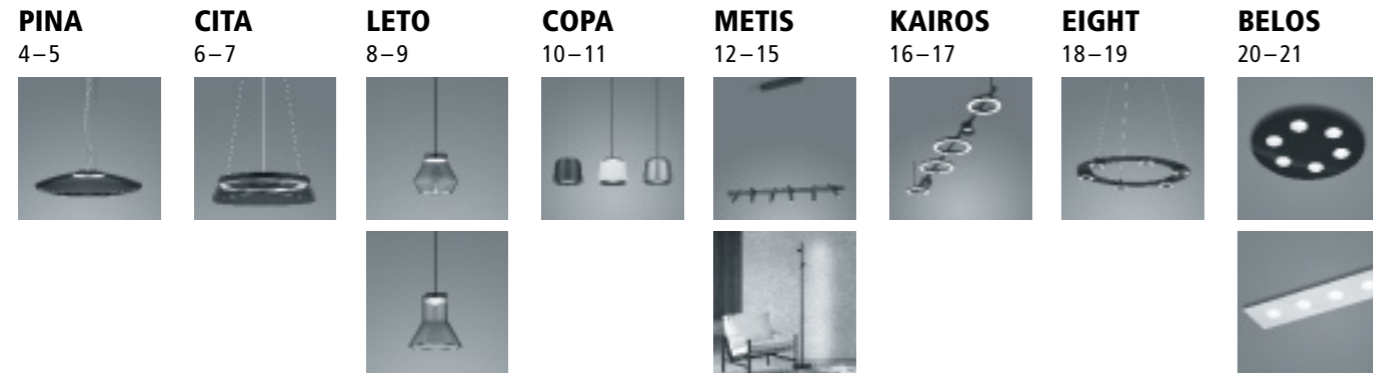 PINA
4–5
CITA
6–7
LETO
8–9
COPA
10–11
METIS
12–15
KAIROS
16–17
EIGHT
18–19
BELOS
20–21